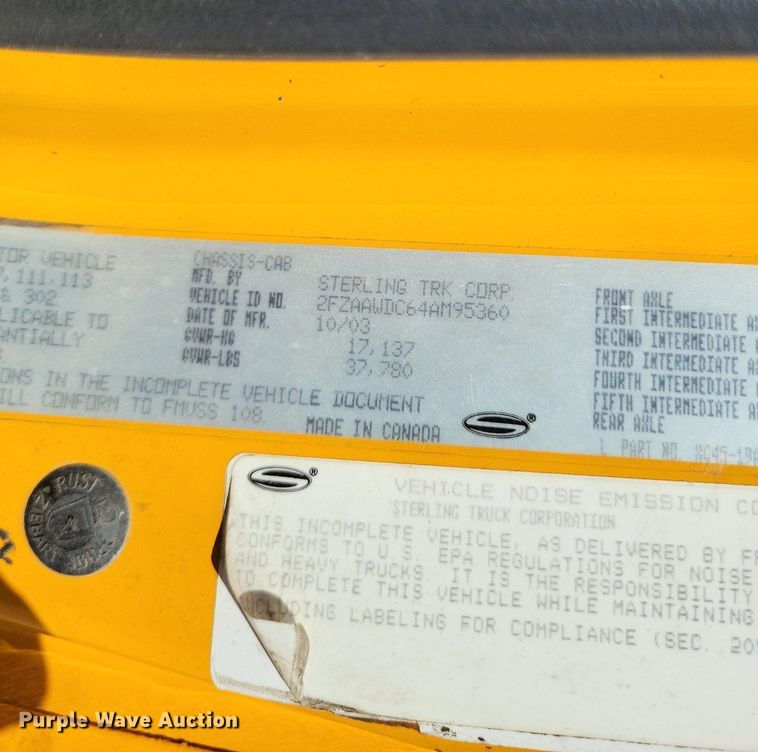 TOR VEHICLE
111, 113
& 302
LICABLE TO
ANTIALLY
ONS IN THE INCOMPLETE VEHICLE DOCUMENT
ILL CONFORM TO FMVSS 108.
CHASSIS-CAB
MFD. BY STERLING TRK CORP.
VEHICLE ID NO. 2FZAAWDC64AM95360
DATE OF MFR. 10/03
GVWR-KG 17,137
GVWR-LBS 37,780
MADE IN CANADA
®
FRONT AXLE
FIRST INTERMEDIATE A
SECOND INTERMEDIATE
THIRD INTERMEDIATE A
FOURTH INTERMEDIATE
FIFTH INTERMEDIATE A
REAR AXLE
PART NO.
RUST
®
VEHICLE NOISE EMISSION CO
STERLING TRUCK CORPORATION
THIS INCOMPLETE VEHICLE, AS DELIVERED BY FR
CONFORMS TO U.S. EPA REGULATIONS FOR NOISE
AND HEAVY TRUCKS. IT IS THE RESPONSIBILITY
TO COMPLETE THIS VEHICLE WHILE MAINTAINING
INCLUDING LABELING FOR COMPLIANCE (SEC. 20
Purple Wave Auction